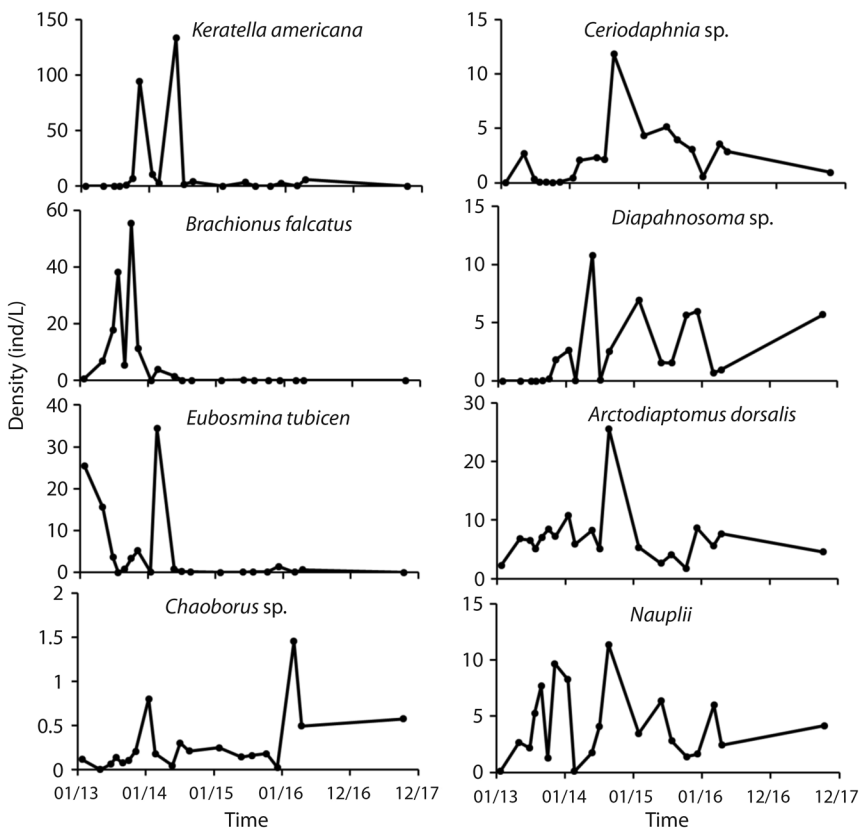 Density (ind/L)
Keratella americana
150
100
50
0
Brachionus falcatus
60
40
20
0
Eubosmina tubicen
40
30
20
10
0
Chaoborus sp.
2
1.5
1
0.5
0
01/13 01/14 01/15 01/16 12/16 12/17
Time
Ceriodaphnia sp.
15
10
5
0
Diapahnosoma sp.
15
10
5
0
Arctodiaptomus dorsalis
30
20
10
0
Nauplii
15
10
5
0
01/13 01/14 01/15 01/16 12/16 12/17
Time